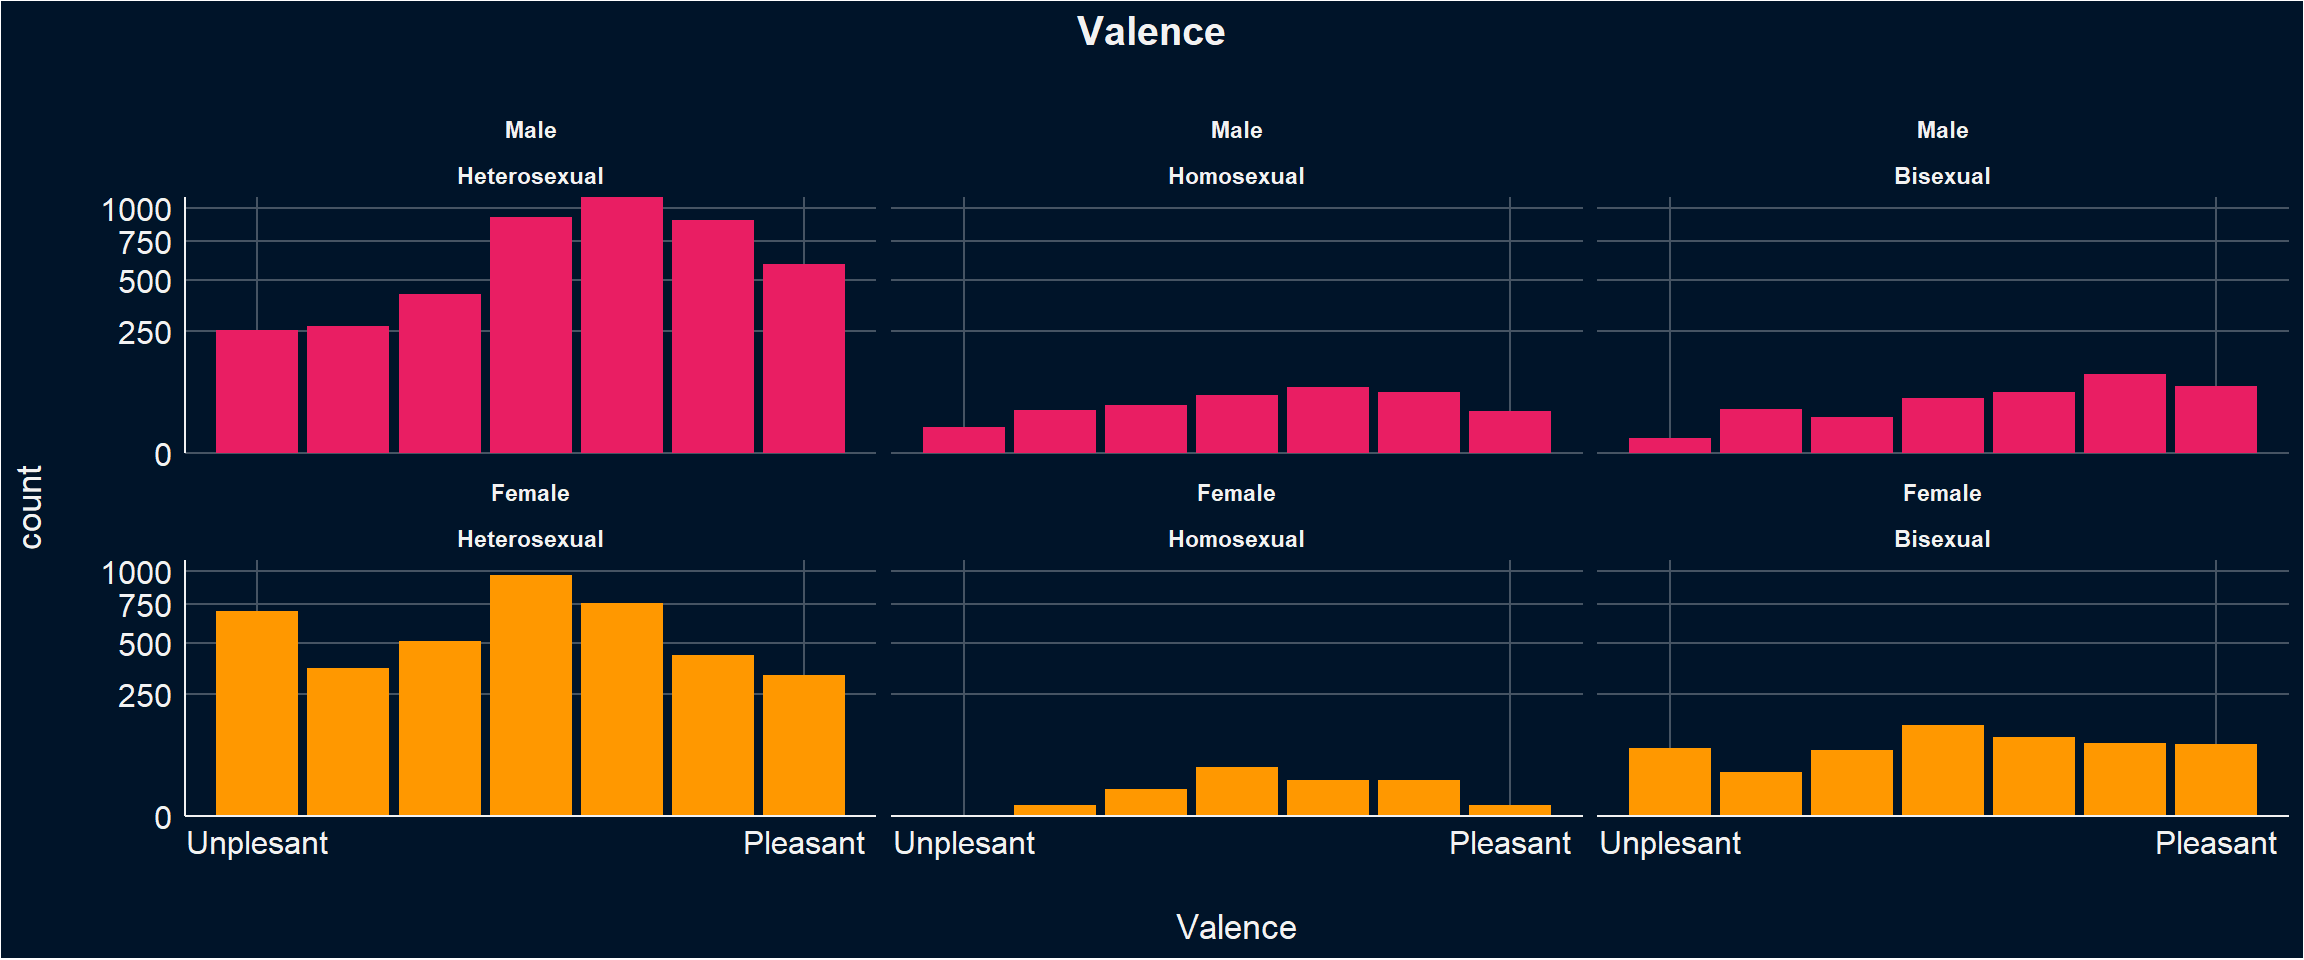 Valence
Male
Male
Male
Heterosexual
Homosexual
Bisexual
1000
750
500
250
0
count
Female
Female
Female
Heterosexual
Homosexual
Bisexual
1000
750
500
250
0
Unplesant
Pleasant
Unplesant
Pleasant
Unplesant
Pleasant
Valence